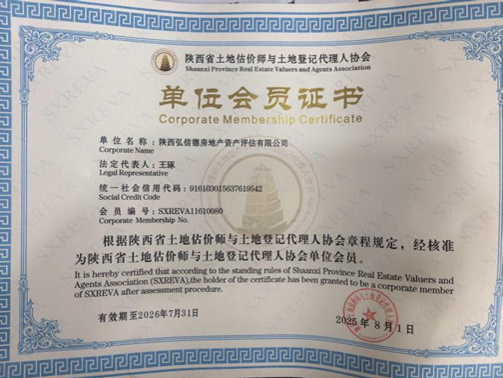 陕西省土地估价师与土地登记代理人协会
Shaanxi Province Real Estate Valuers and Agents Association
单位会员证书
Corporate Membership Certificate
单位名称：陕西弘信德房地产资产评估有限公司
Corporate Name
法定代表人：王琢
Legal Representative
统一社会信用代码：916103015637619542
Social Credit Code
会员编号：SXREVA11610080
Corporate Membership No.
根据陕西省土地估价师与土地登记代理人协会章程规定，经核准
为陕西省土地估价师与土地登记代理人协会单位会员。
It is hereby certified that according to the standing rules of Shaanxi Province Real Estate Valuers and
Agents Association (SXREVA),the holder of the certificate has been granted to be a corporate member
of SXREVA after assessment procedure.
有效期至2026年7月31日
2025年8月1日